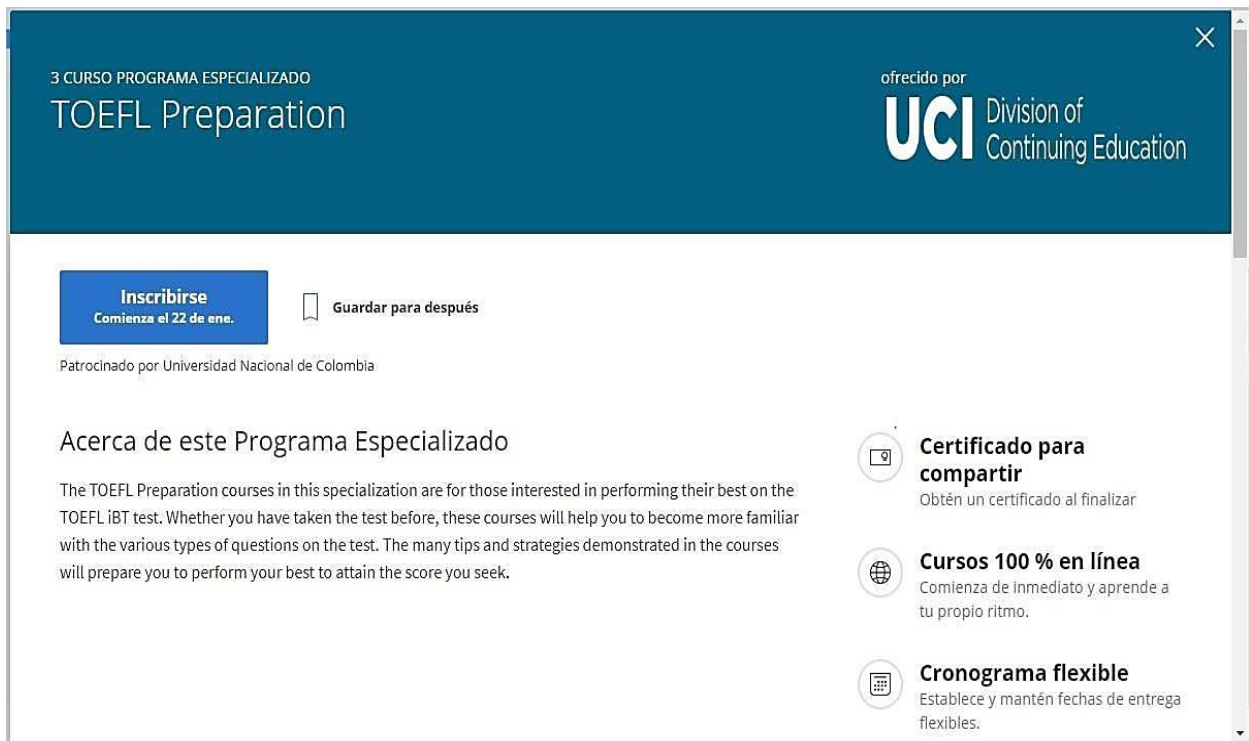 3 CURSO PROGRAMA ESPECIALIZADO
TOEFL Preparation
ofrecido por
UCI Division of
Continuing Education
Inscribirse
Comienza el 22 de ene.
Guardar para después
Patrocinado por Universidad Nacional de Colombia
Acerca de este Programa Especializado
The TOEFL Preparation courses in this specialization are for those interested in performing their best on the
TOEFL iBT test. Whether you have taken the test before, these courses will help you to become more familiar
with the various types of questions on the test. The many tips and strategies demonstrated in the courses
will prepare you to perform your best to attain the score you seek.
Certificado para
compartir
Obtén un certificado al finalizar
Cursos 100 % en línea
Comienza de inmediato y aprende a
tu propio ritmo.
Cronograma flexible
Establece y mantén fechas de entrega
flexibles.